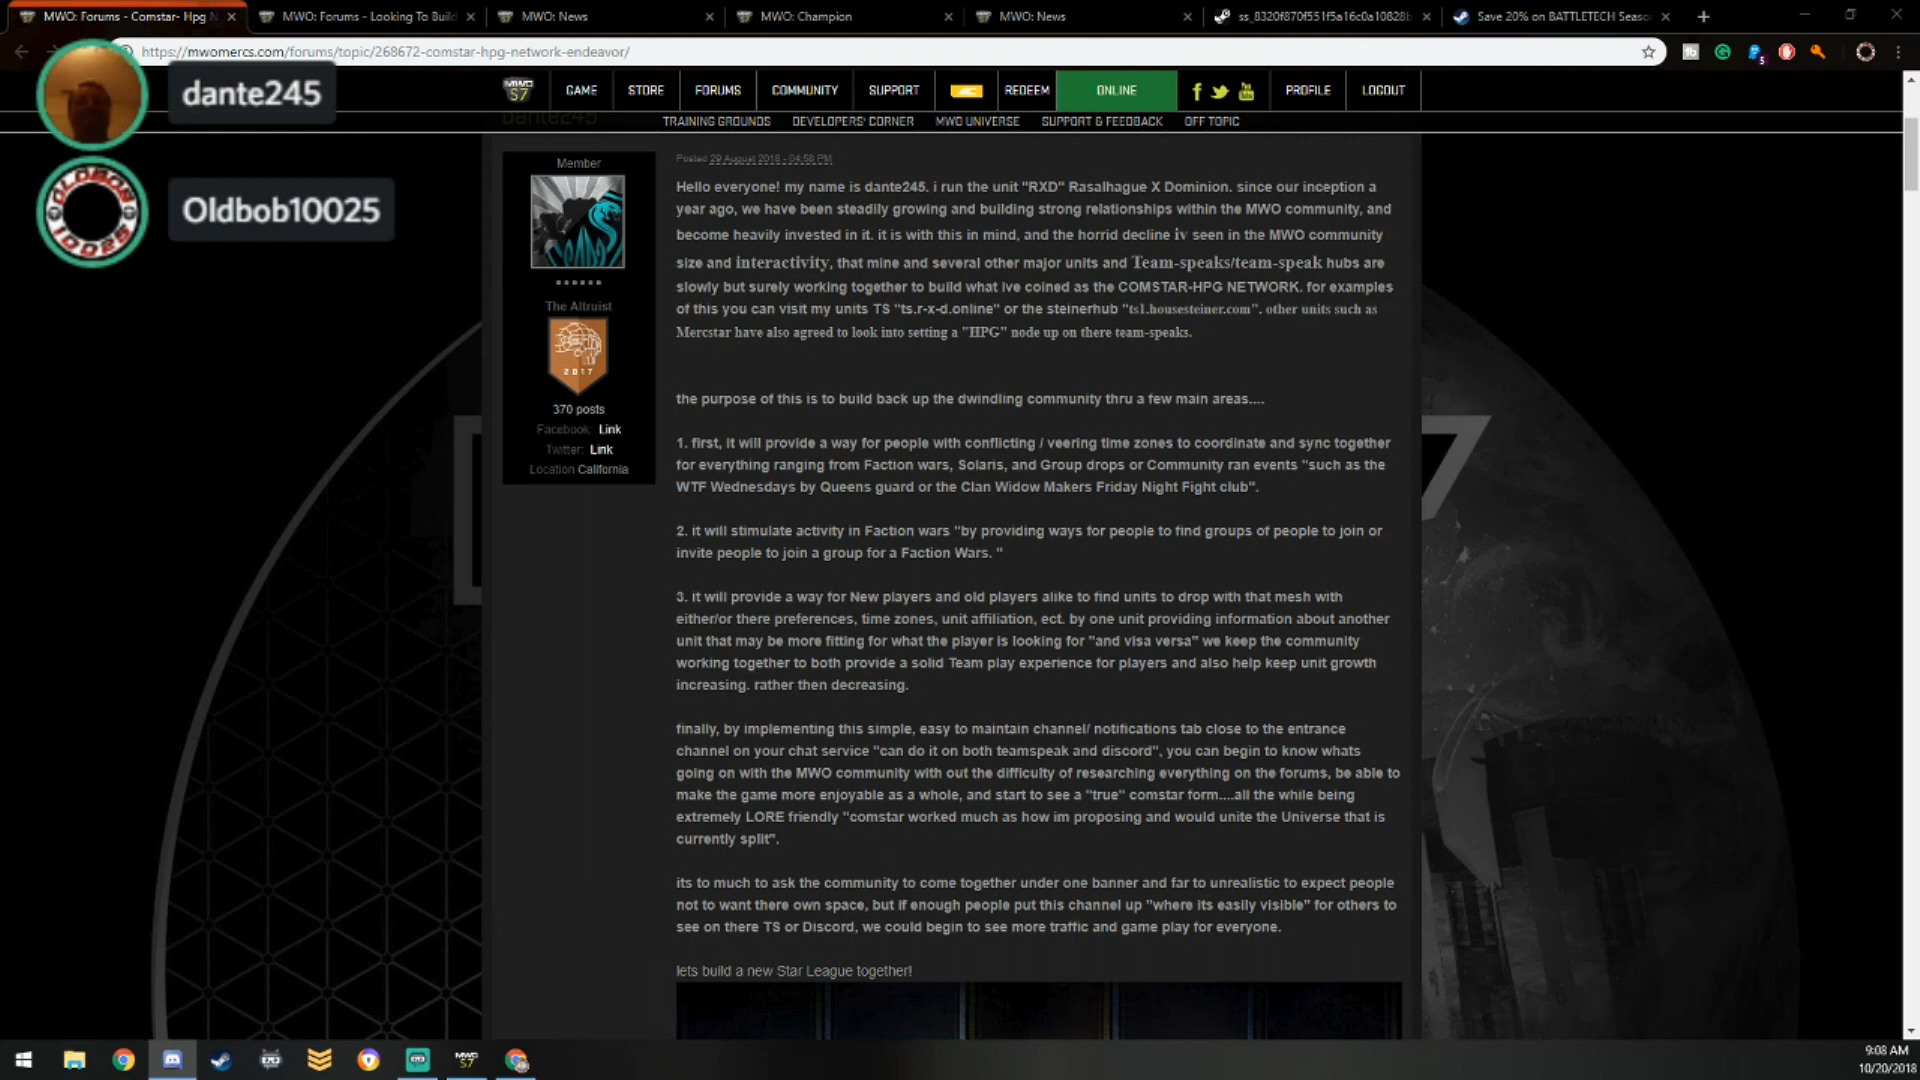 MWO: Forums - Comstar- Hpg N
MWO: Forums - Looking To Build
MWO: News
MWO: Champion
MWO: News
ss_8320f870f551f5a16c0a10828b
Save 20% on BATTLETECH Seaso
https://mwomercs.com/forums/topic/268672-comstar-hpg-network-endeavor/
5
dante245
Oldbob10025
OLDBOB
10025
MWO
S7
GAME
STORE
FORUMS
COMMUNITY
SUPPORT
REDEEM
ONLINE
PROFILE
LOGOUT
dante245
TRAINING GROUNDS
DEVELOPERS' CORNER
MWO UNIVERSE
SUPPORT & FEEDBACK
OFF TOPIC
Member
The Altruist
2017
370 posts
Facebook: Link
Twitter: Link
Location California
Posted 29 August 2018 - 04:58 PM
Hello everyone! my name is dante245. i run the unit "RXD" Rasalhague X Dominion. since our inception a
year ago, we have been steadily growing and building strong relationships within the MWO community, and
become heavily invested in it. it is with this in mind, and the horrid decline iv seen in the MWO community
size and interactivity, that mine and several other major units and Team-speaks/team-speak hubs are
slowly but surely working together to build what ive coined as the COMSTAR-HPG NETWORK. for examples
of this you can visit my units TS "ts.r-x-d.online" or the steinerhub "ts1.housesteiner.com". other units such as
Mercstar have also agreed to look into setting a "HPG" node up on there team-speaks.
the purpose of this is to build back up the dwindling community thru a few main areas....
1. first, it will provide a way for people with conflicting / veering time zones to coordinate and sync together
for everything ranging from Faction wars, Solaris, and Group drops or Community ran events "such as the
WTF Wednesdays by Queens guard or the Clan Widow Makers Friday Night Fight club".
2. it will stimulate activity in Faction wars "by providing ways for people to find groups of people to join or
invite people to join a group for a Faction Wars. "
3. it will provide a way for New players and old players alike to find units to drop with that mesh with
either/or there preferences, time zones, unit affiliation, ect. by one unit providing information about another
unit that may be more fitting for what the player is looking for "and visa versa" we keep the community
working together to both provide a solid Team play experience for players and also help keep unit growth
increasing. rather then decreasing.
finally, by implementing this simple, easy to maintain channel/ notifications tab close to the entrance
channel on your chat service "can do it on both teamspeak and discord", you can begin to know whats
going on with the MWO community with out the difficulty of researching everything on the forums, be able to
make the game more enjoyable as a whole, and start to see a "true" comstar form....all the while being
extremely LORE friendly "comstar worked much as how im proposing and would unite the Universe that is
currently split".
its to much to ask the community to come together under one banner and far to unrealistic to expect people
not to want there own space, but if enough people put this channel up "where its easily visible" for others to
see on there TS or Discord, we could begin to see more traffic and game play for everyone.
lets build a new Star League together!
MWO
S7
9:08 AM
10/20/2018